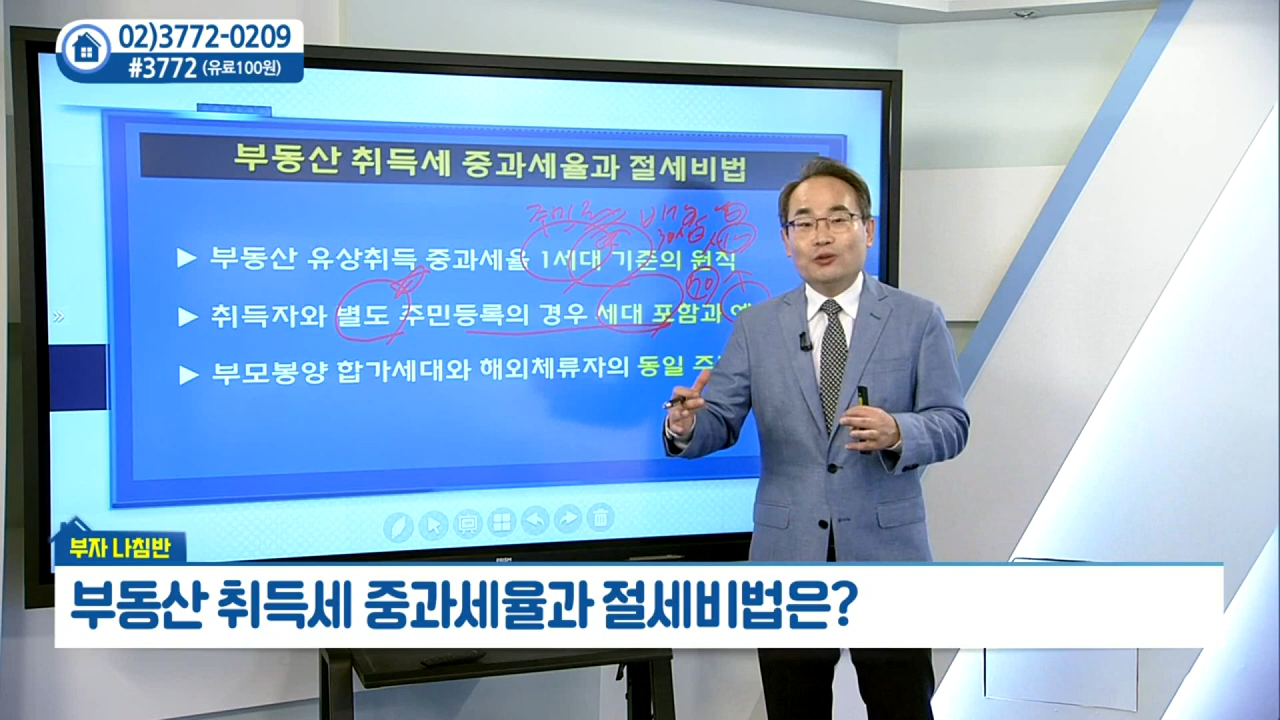 02)3772-0209
#3772 (유료100원)
부동산 취득세 중과세율과 절세비법
▶ 부동산 유상취득 중과세율 1세대 기준의 원칙
▶ 취득자와 별도 주민등록의 경우 세대 포함과
▶ 부모봉양 합가세대와 해외체류자의 동일
부자 나침반
부동산 취득세 중과세율과 절세비법은?